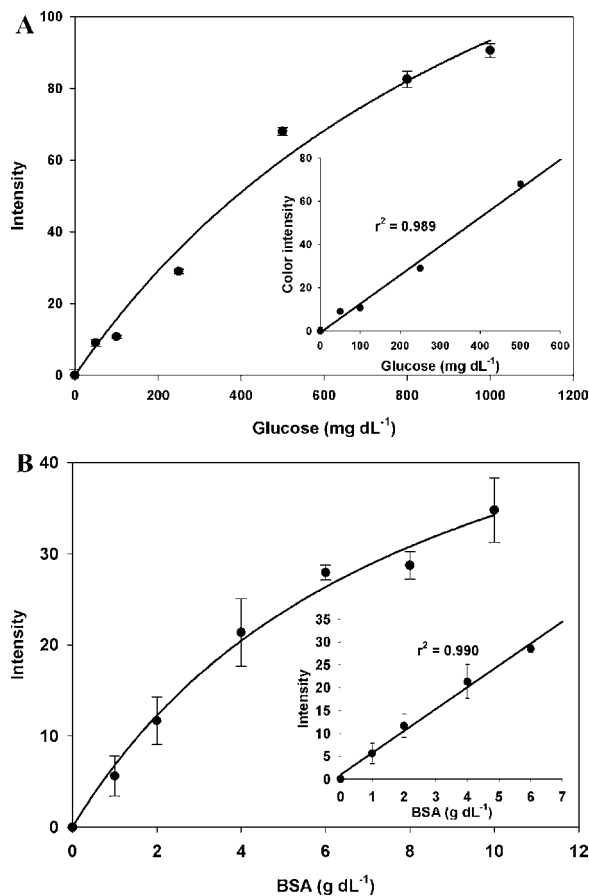 A
100
80
60
40
20
0
Intensity
0 200 400 600 800 1000 1200
Glucose (mg dL-1)
80
60
40
20
0
Color intensity
r2 = 0.989
0 100 200 300 400 500 600
Glucose (mg dL-1)
B
40
30
20
10
0
Intensity
0 2 4 6 8 10 12
BSA (g dL-1)
35
30
25
20
15
10
5
0
Intensity
r2 = 0.990
0 1 2 3 4 5 6 7
BSA (g dL-1)